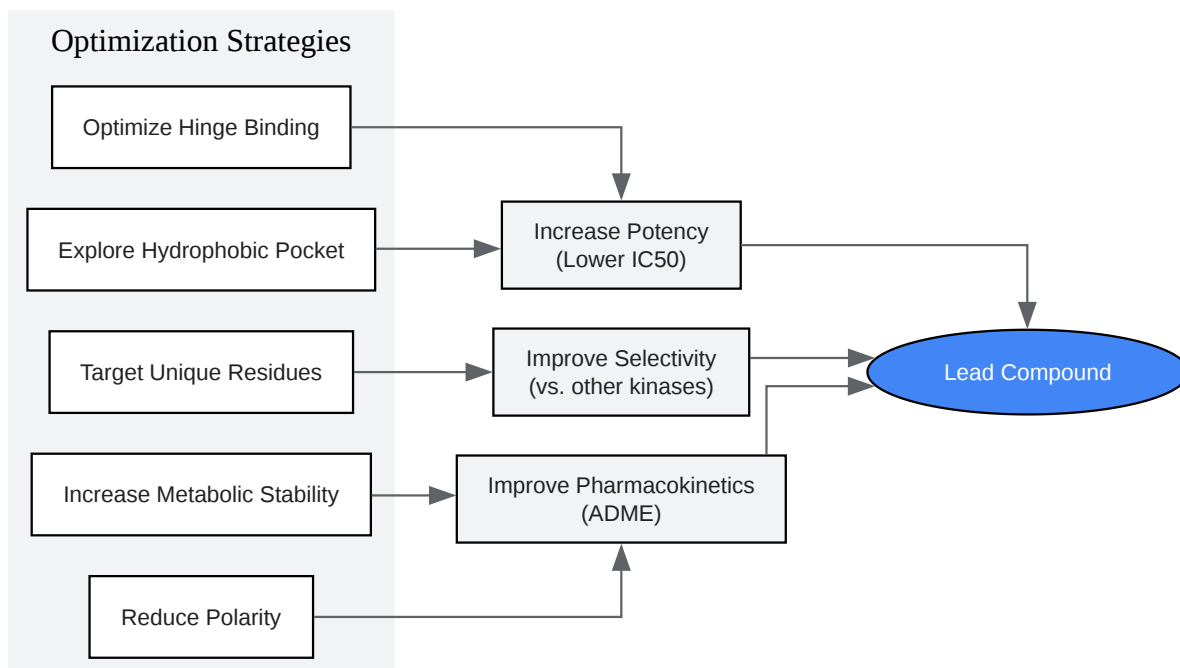 Optimization Strategies
Optimize Hinge Binding
Explore Hydrophobic Pocket
Increase Potency
(Lower IC50)
Target Unique Residues
Improve Selectivity
(vs. other kinases)
Lead Compound
Increase Metabolic Stability
Improve Pharmacokinetics
(ADME)
Reduce Polarity